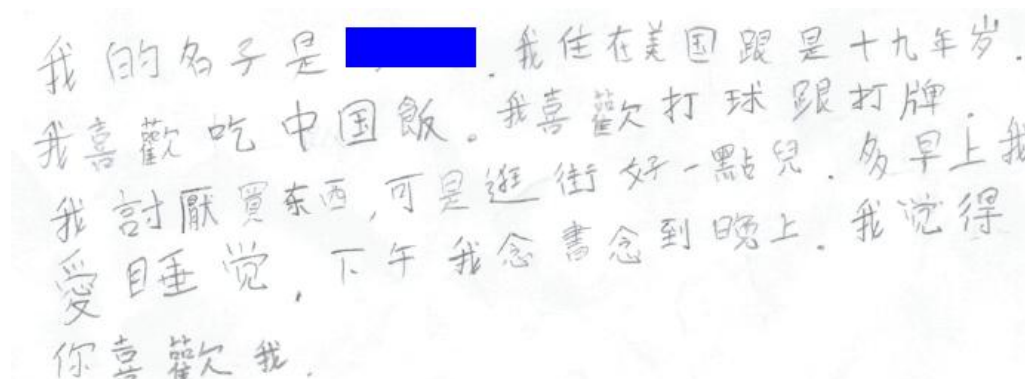 我的名子是 . 我住在美国跟是十九年岁.
我喜歡吃中国飯。我喜歡打球跟打牌.
我討厭買东西,可是逛街好一點兒. 多早上我
愛睡觉. 下午我念書念到晚上. 我觉得
你喜歡我.